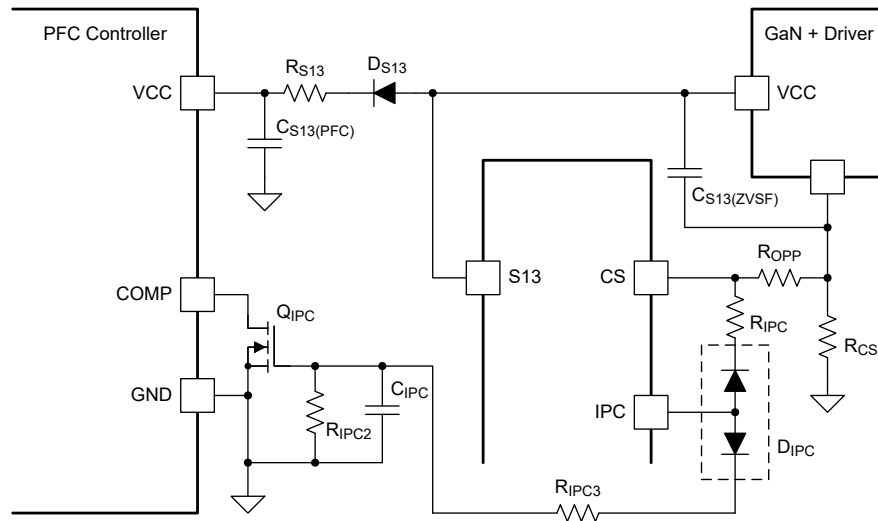 PFC Controller
GaN + Driver
RS13
DS13
VCC
VCC
CS13(PFC)
CS13(ZVSF)
ROPP
COMP
S13
CS
QIPC
RIPC
RCS
GND
CIPC
IPC
RIPC2
DIPC
RIPC3